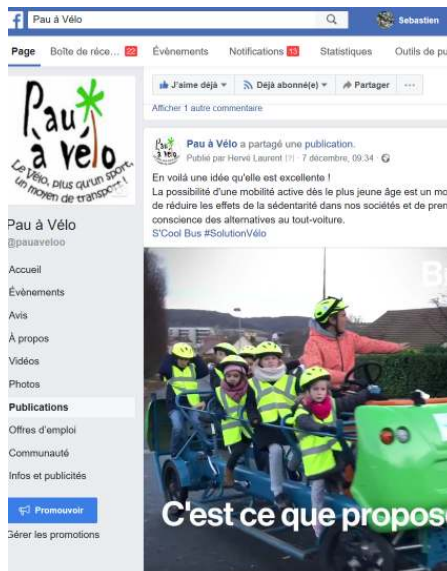 Pau à Vélo
Sebastien
Page Boîte de réce... 22 Évènements Notifications 13 Statistiques Outils de pu
J'aime déjà Déjà abonné(e) Partager ...
Afficher 1 autre commentaire
Pau
à vélo
Le Vélo, plus qu'un sport,
un moyen de transport !
Pau à Vélo
@pauaveloo
Accueil
Évènements
Avis
À propos
Vidéos
Photos
Publications
Offres d'emploi
Communauté
Infos et publicités
Promouvoir
Gérer les promotions
Pau à Vélo a partagé une publication.
Publié par Hervé Laurent [?] · 7 décembre, 09:34 ·
En voilà une idée qu'elle est excellente !
La possibilité d'une mobilité active dès le plus jeune âge est un mo
de réduire les effets de la sédentarité dans nos sociétés et de pren
conscience des alternatives au tout-voiture.
S'Cool Bus #SolutionVélo
C'est ce que propos